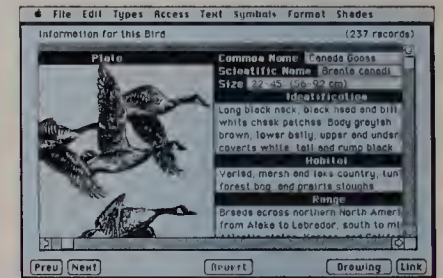 File Edit Types Access Text Symbols Format Shades
Information for this Bird (237 records)
Plate
Common Name Canada Goose
Scientific Name Branta canadi
Size 22-45 (56-92 cm)
Identification
Long black neck, black head and bill
white cheek patches. Body greyish
brown, lower belly, upper and under
coverts white, tail and rump black
Habitat
Varied, marsh and lake country, tun
forest bog, and prairie sloughs
Range
Breeds across northern North Ameri
from Alaka to Labrador, south to mi
Prev Next Revert Drawing Link